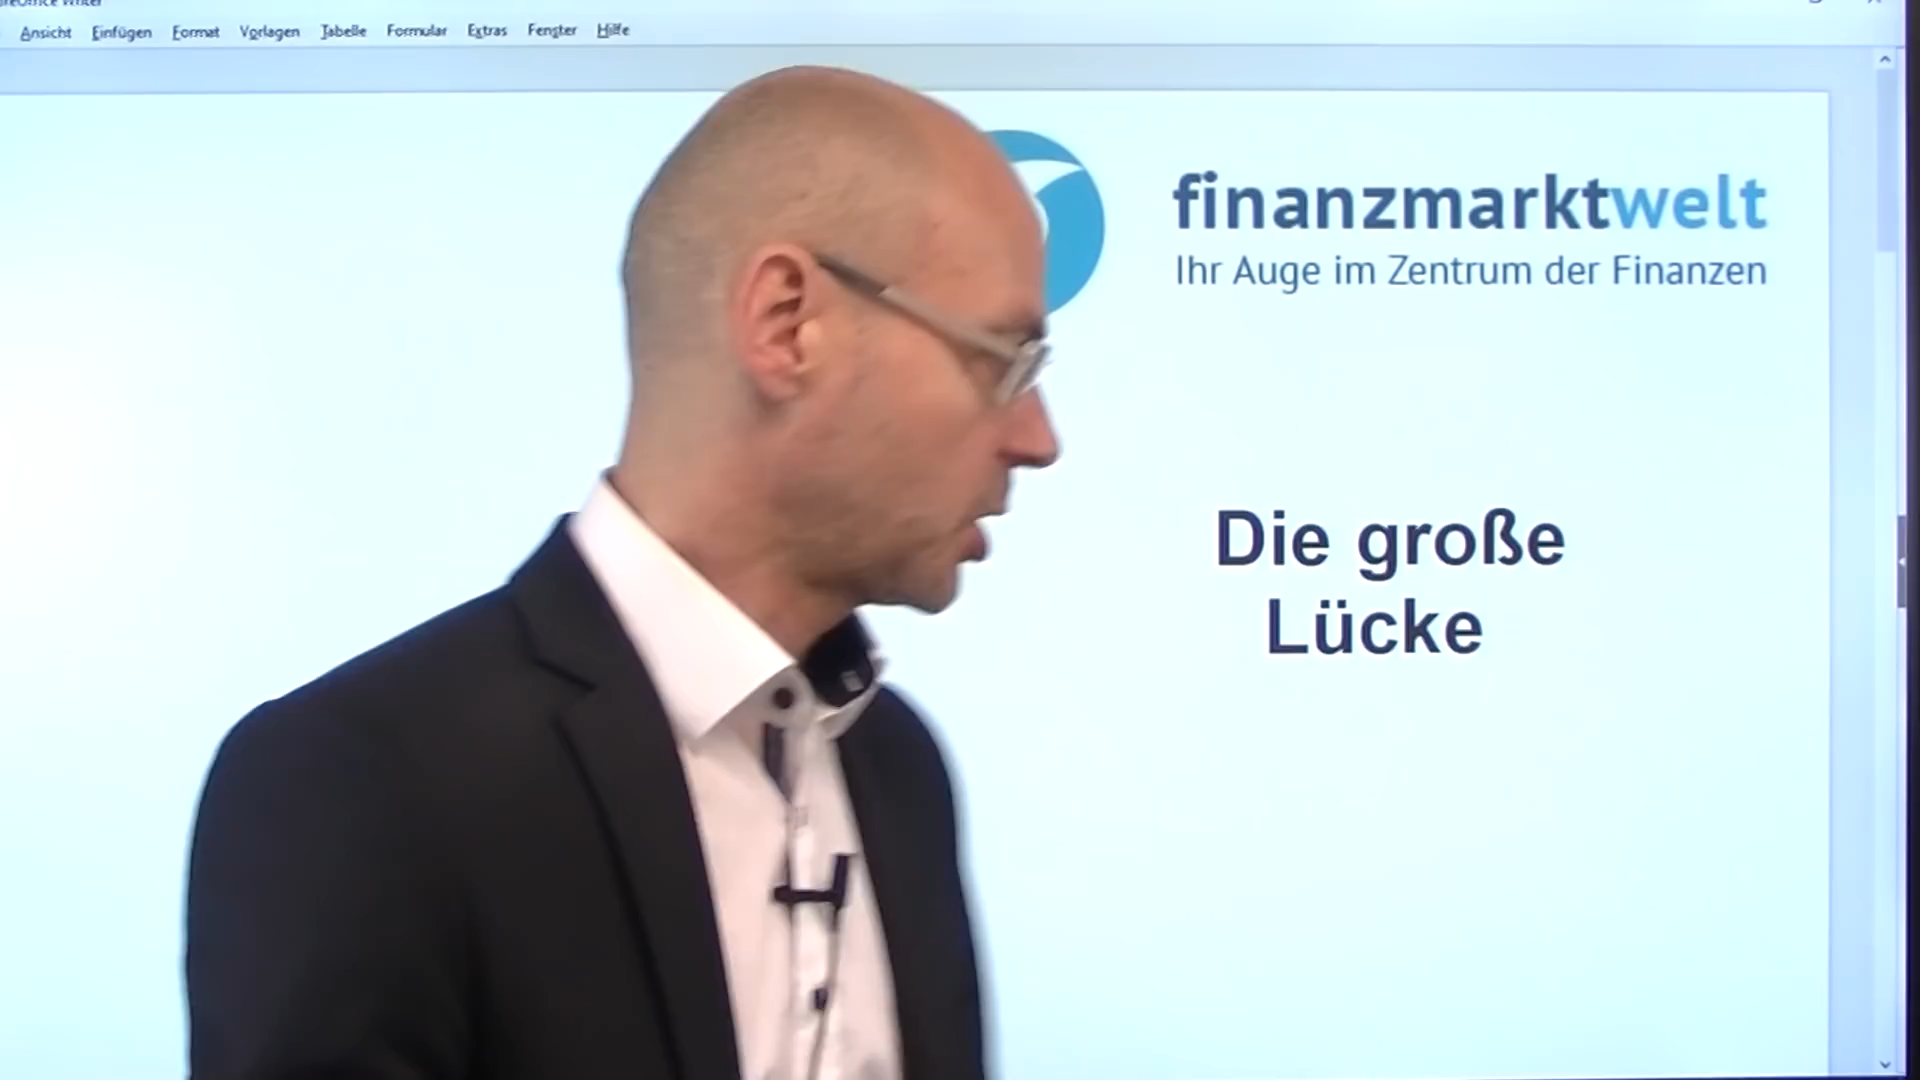 Ansicht Einfügen Format Vorlagen Tabelle Formular Extras Fenster Hilfe
finanzmarktwelt
Ihr Auge im Zentrum der Finanzen
Die große
Lücke